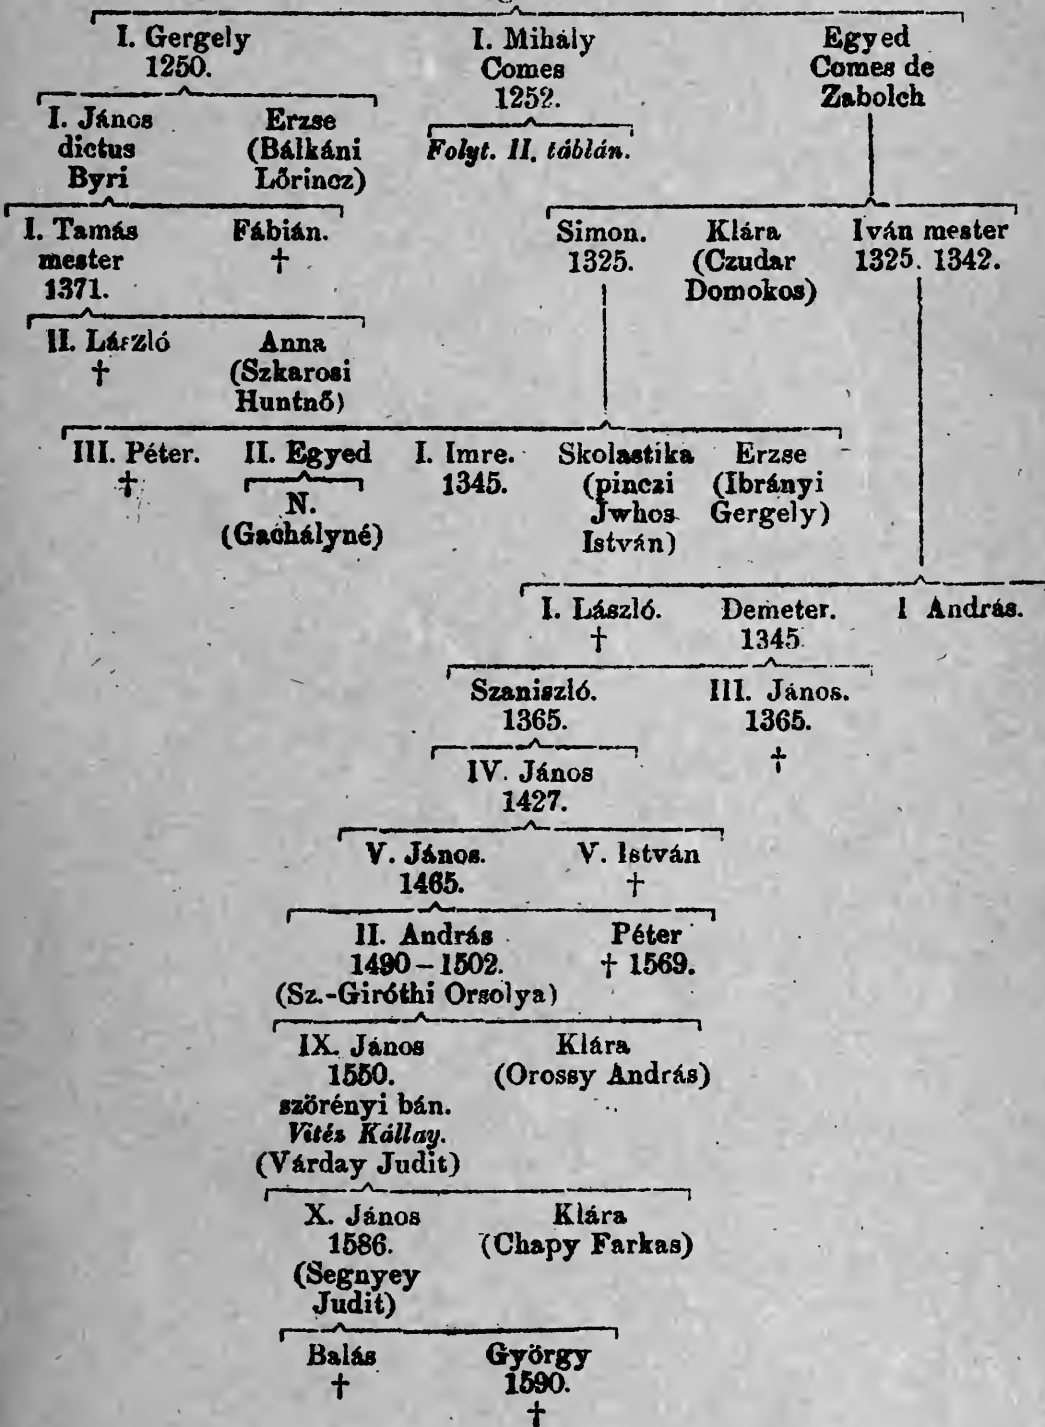 I. Gergely I. Mihály Egyed
1250. Comes Comes de
1252. Zabolch
I. János Erzse Folyt. II. táblán.
dictus (Bálkáni
Byri Lőrincz)
I. Tamás Fábián. Simon. Klára Iván mester
mester † 1325. (Czudar 1325. 1342.
1371. Domokos)
II. László Anna
† (Szkarosi
Huntnő)
III. Péter. II. Egyed I. Imre. Skolastika Erzse
† N. 1345. (pinczi (Ibrányi
(Gachályné) Jwhos Gergely)
István)
I. László. Demeter. I András.
† 1345.
Szaniszló. III. János.
1365. 1365.
†
IV. János
1427.
V. János. V. István
1465. †
II. András Péter
1490–1502. † 1569.
(Sz.-Giróthi Orsolya)
IX. János Klára
1550. (Orossy András)
szörényi bán.
Vitéz Kállay.
(Várday Judit)
X. János Klára
1586. (Chapy Farkas)
(Segnyey
Judit)
Balás György
† 1590.
†